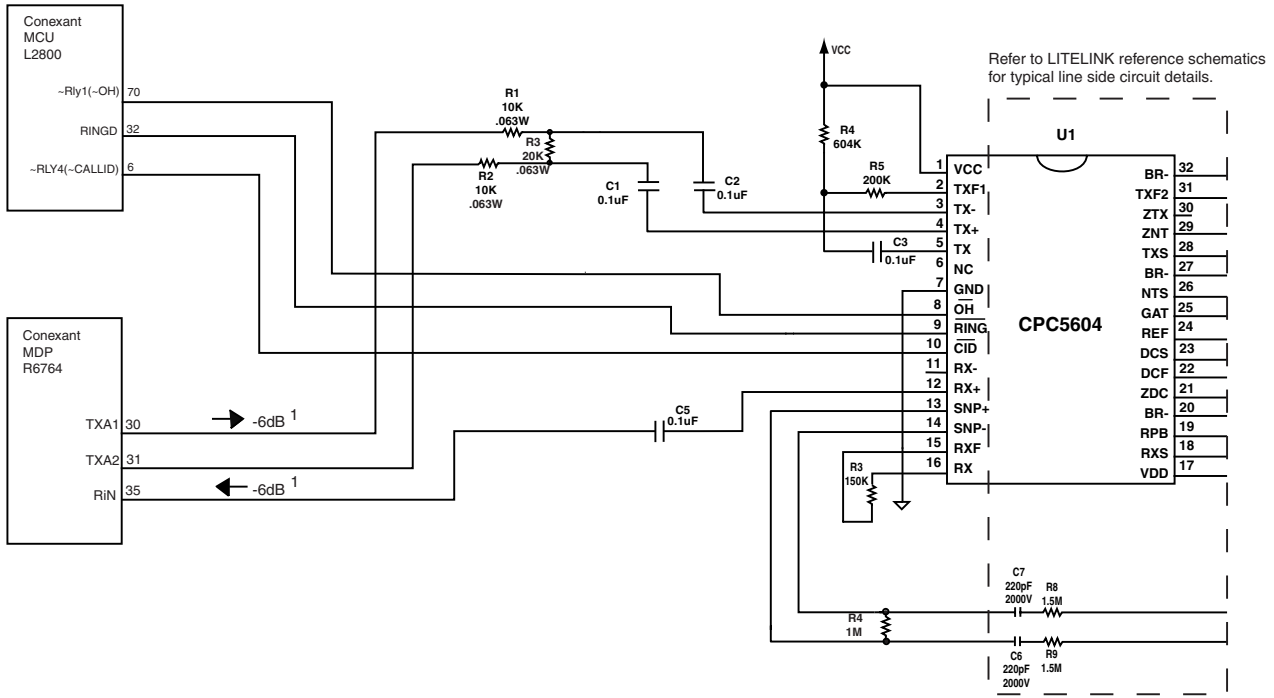 Conexant
MCU
L2800
~Rly1(~OH) 70
RINGD 32
~RLY4(~CALLID) 6
Conexant
MDP
R6764
TXA1 30
-6dB 1
TXA2 31
RiN 35
-6dB 1
R1
10K
.063W
R3
20K
.063W
R2
10K
.063W
C1
0.1uF
C2
0.1uF
VCC
R4
604K
R5
200K
C3
0.1uF
C5
0.1uF
R3
150K
R4
1M
Refer to LITELINK reference schematics
for typical line side circuit details.
U1
CPC5604
1 VCC
2 TXF1
3 TX-
4 TX+
5 TX
6 NC
7 GND
8 OH
9 RING
10 CID
11 RX-
12 RX+
13 SNP+
14 SNP-
15 RXF
16 RX
BR- 32
TXF2 31
ZTX 30
ZNT 29
TXS 28
BR- 27
NTS 26
GAT 25
REF 24
DCS 23
DCF 22
ZDC 21
BR- 20
RPB 19
RXS 18
VDD 17
C7
220pF
2000V
R8
1.5M
C6
220pF
2000V
R9
1.5M